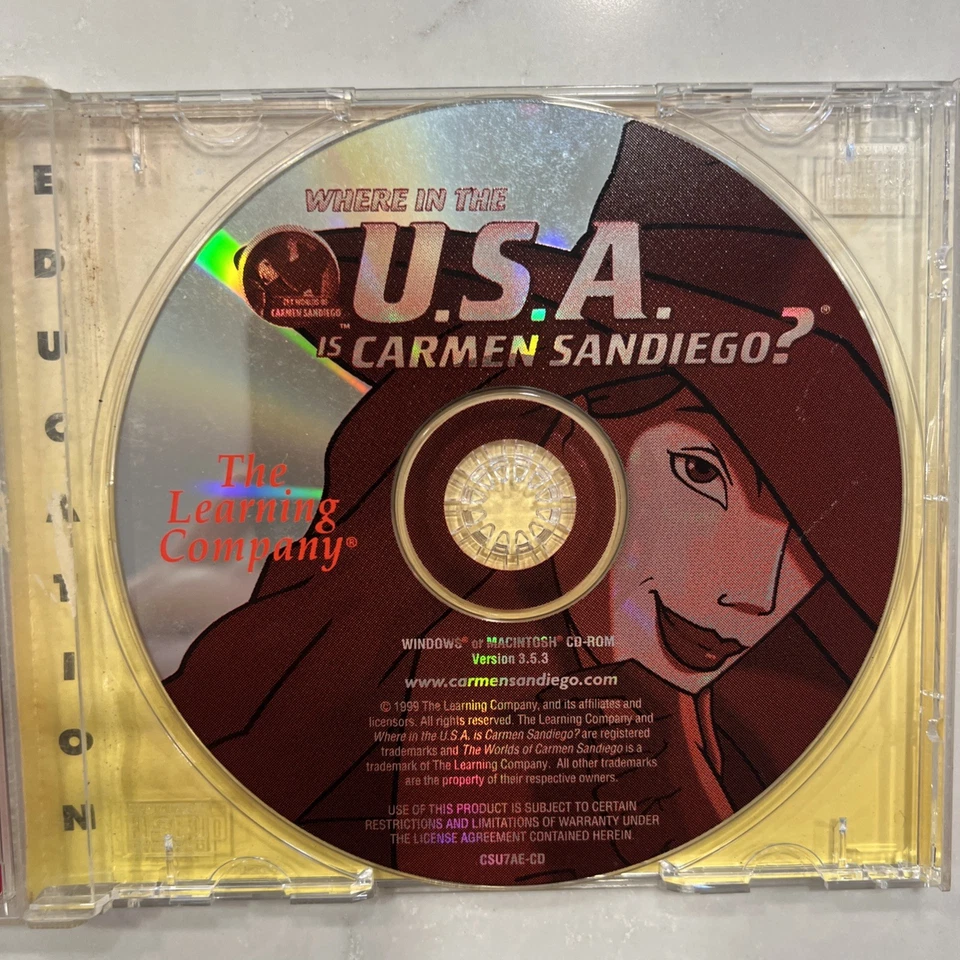 EDUCATION
WHERE IN THE
U.S.A.
THE WORLDS OF
CARMEN SANDIEGO
™
IS CARMEN SANDIEGO?®
The
Learning
Company®
WINDOWS® or MACINTOSH® CD-ROM
Version 3.5.3
www.carmensandiego.com
© 1999 The Learning Company, and its affiliates and
licensors. All rights reserved. The Learning Company and
Where in the U.S.A. is Carmen Sandiego? are registered
trademarks and The Worlds of Carmen Sandiego is a
trademark of The Learning Company. All other trademarks
are the property of their respective owners.
USE OF THIS PRODUCT IS SUBJECT TO CERTAIN
RESTRICTIONS AND LIMITATIONS OF WARRANTY UNDER
THE LICENSE AGREEMENT CONTAINED HEREIN
CSU7AE-CD